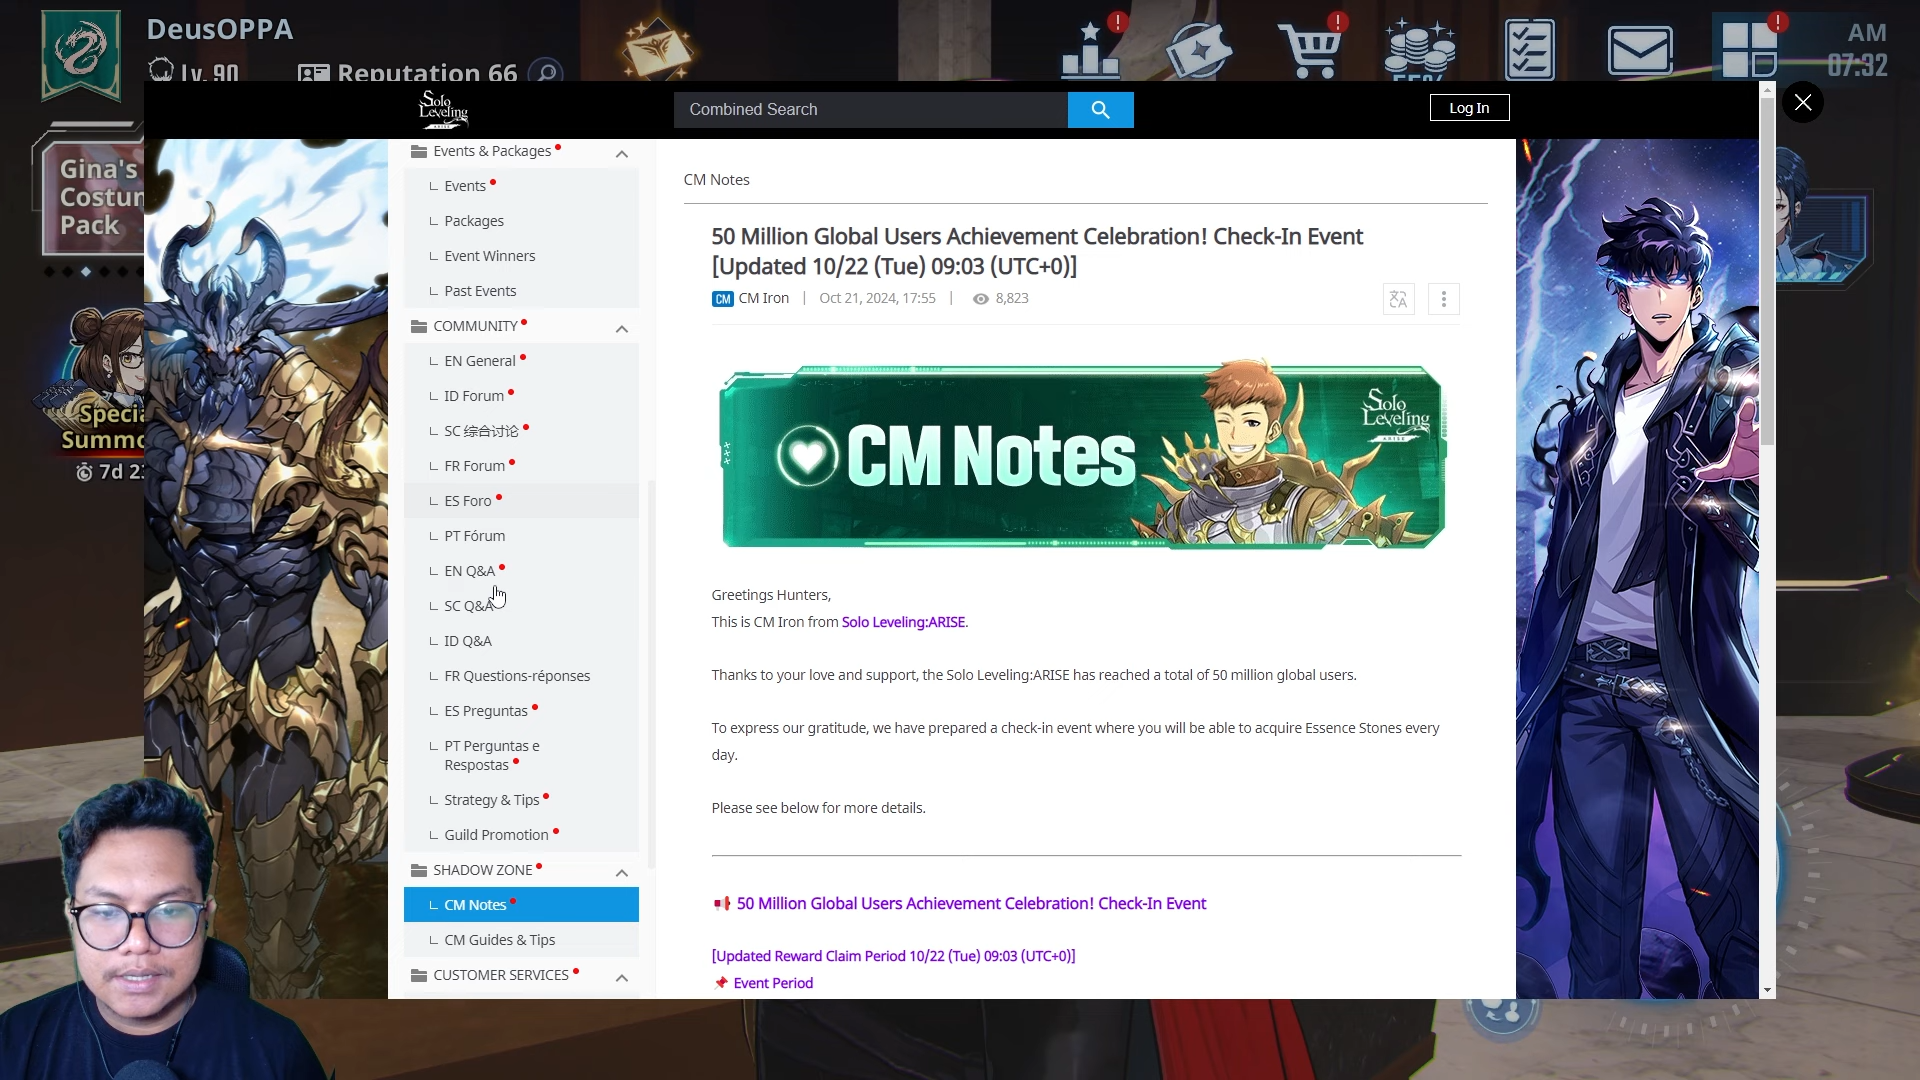 DeusOPPA
Lv. 90
Reputation 66
55%
AM
07:32
Gina's
Costum
Pack
Specia
Summo
7d 23
Solo
Leveling
ARISE
Combined Search
Log In
Events & Packages
Events
Packages
Event Winners
Past Events
COMMUNITY
EN General
ID Forum
SC 综合讨论
FR Forum
ES Foro
PT Fórum
EN Q&A
SC Q&A
ID Q&A
FR Questions-réponses
ES Preguntas
PT Perguntas e
Respostas
Strategy & Tips
Guild Promotion
SHADOW ZONE
CM Notes
CM Guides & Tips
CUSTOMER SERVICES
CM Notes
50 Million Global Users Achievement Celebration! Check-In Event
[Updated 10/22 (Tue) 09:03 (UTC+0)]
CM CM Iron | Oct 21, 2024, 17:55 | 8,823
CM Notes
Solo
Leveling
ARISE
Greetings Hunters,
This is CM Iron from Solo Leveling:ARISE.
Thanks to your love and support, the Solo Leveling:ARISE has reached a total of 50 million global users.
To express our gratitude, we have prepared a check-in event where you will be able to acquire Essence Stones every
day.
Please see below for more details.
50 Million Global Users Achievement Celebration! Check-In Event
[Updated Reward Claim Period 10/22 (Tue) 09:03 (UTC+0)]
Event Period